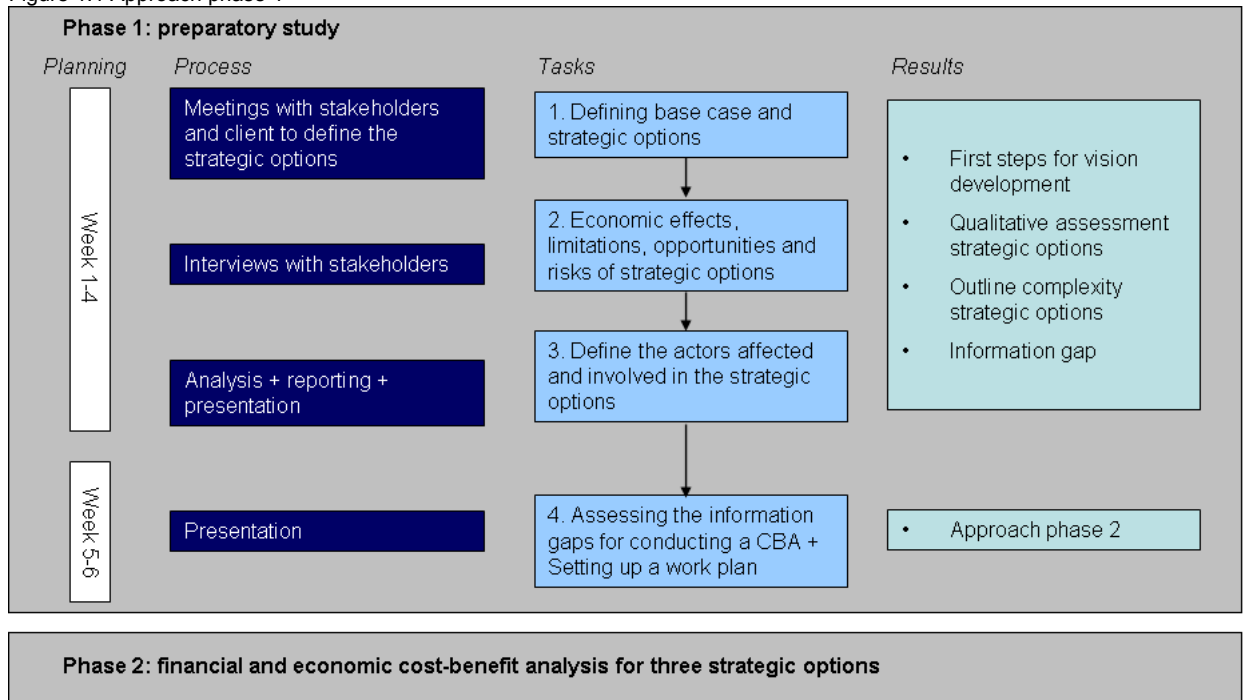 Phase 1: preparatory study
Planning
Process
Tasks
Results
Week 1-4
Meetings with stakeholders
and client to define the
strategic options
1. Defining base case and
strategic options
• First steps for vision
development
• Qualitative assessment
strategic options
• Outline complexity
strategic options
• Information gap
Interviews with stakeholders
2. Economic effects,
limitations, opportunities and
risks of strategic options
Analysis + reporting +
presentation
3. Define the actors affected
and involved in the strategic
options
Week 5-6
Presentation
4. Assessing the information
gaps for conducting a CBA +
Setting up a work plan
• Approach phase 2
Phase 2: financial and economic cost-benefit analysis for three strategic options